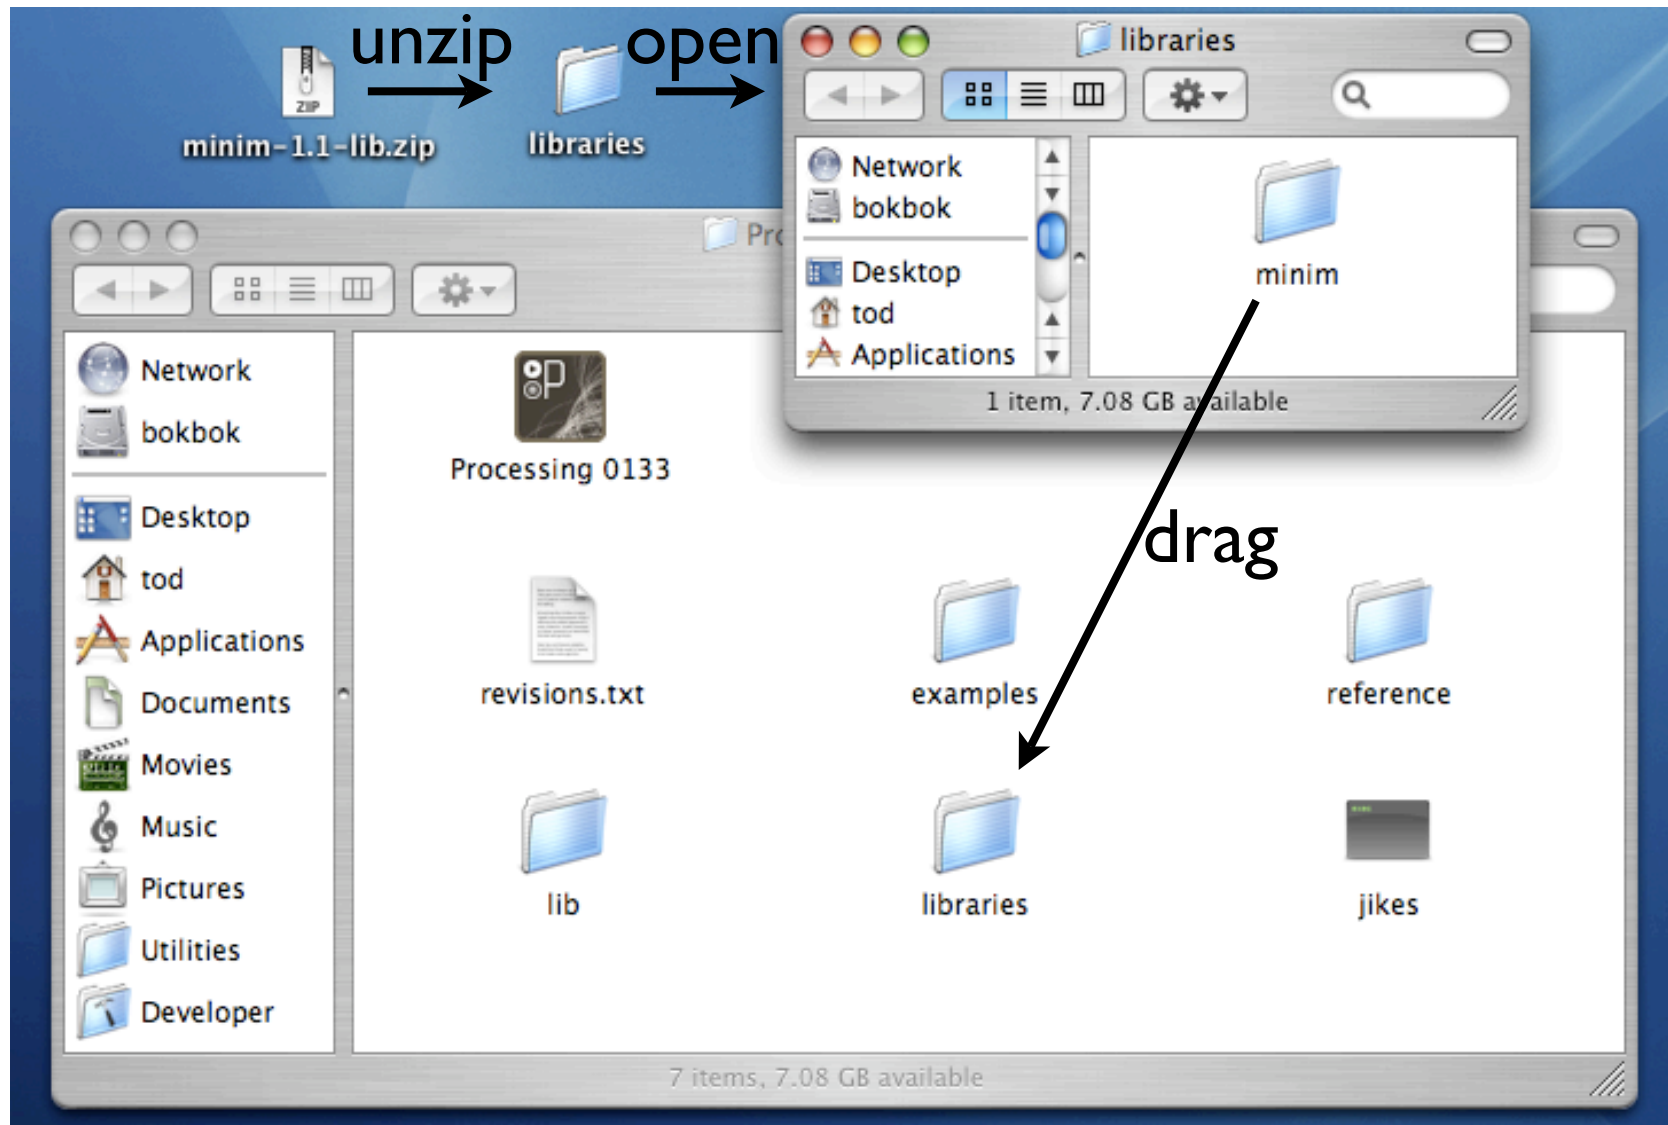 unzip
open
ZIP
minim-1.1-lib.zip
libraries
libraries
Network
bokbok
Desktop
tod
Applications
minim
1 item, 7.08 GB available
drag
Network
bokbok
Desktop
tod
Applications
Documents
Movies
Music
Pictures
Utilities
Developer
Processing 0133
revisions.txt
examples
reference
lib
libraries
jikes
7 items, 7.08 GB available